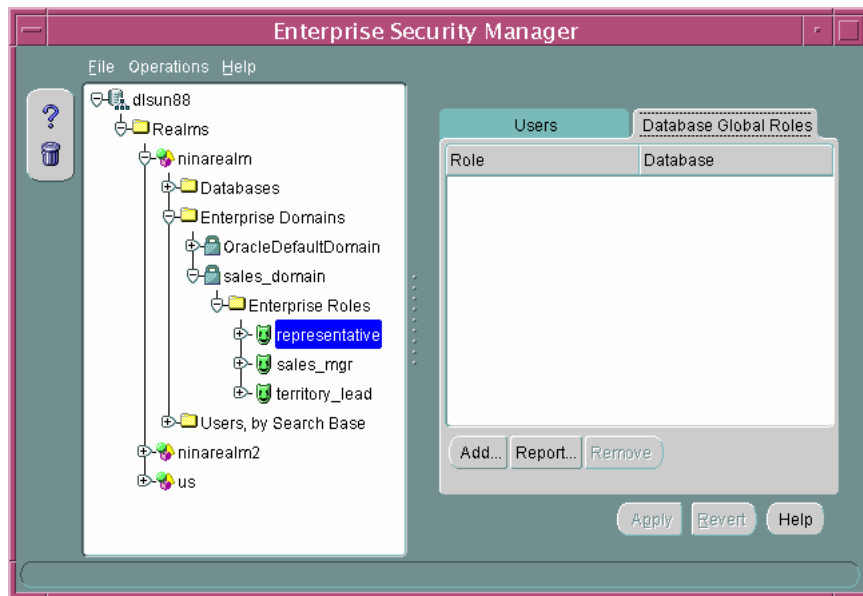 Enterprise Security Manager
File Operations Help
dlsun88
Realms
ninarealm
Databases
Enterprise Domains
OracleDefaultDomain
sales_domain
Enterprise Roles
representative
sales_mgr
territory_lead
Users, by Search Base
ninarealm2
us
Users
Database Global Roles
Role
Database
Add...
Report...
Remove
Apply
Revert
Help